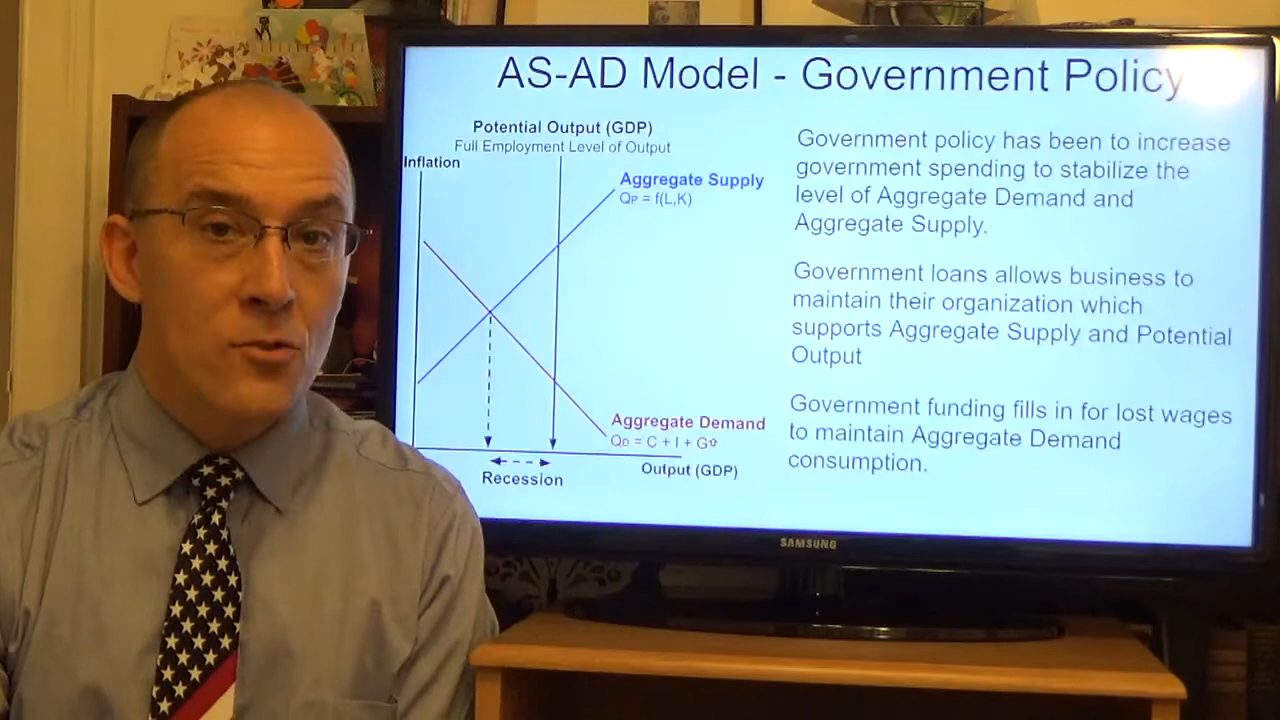 AS-AD Model - Government Policy
Potential Output (GDP)
Full Employment Level of Output
Inflation
Aggregate Supply
QP = f(L,K)
Aggregate Demand
QD = C + I + G⇧
Output (GDP)
Recession
Government policy has been to increase
government spending to stabilize the
level of Aggregate Demand and
Aggregate Supply.
Government loans allows business to
maintain their organization which
supports Aggregate Supply and Potential
Output
Government funding fills in for lost wages
to maintain Aggregate Demand
consumption.
SAMSUNG